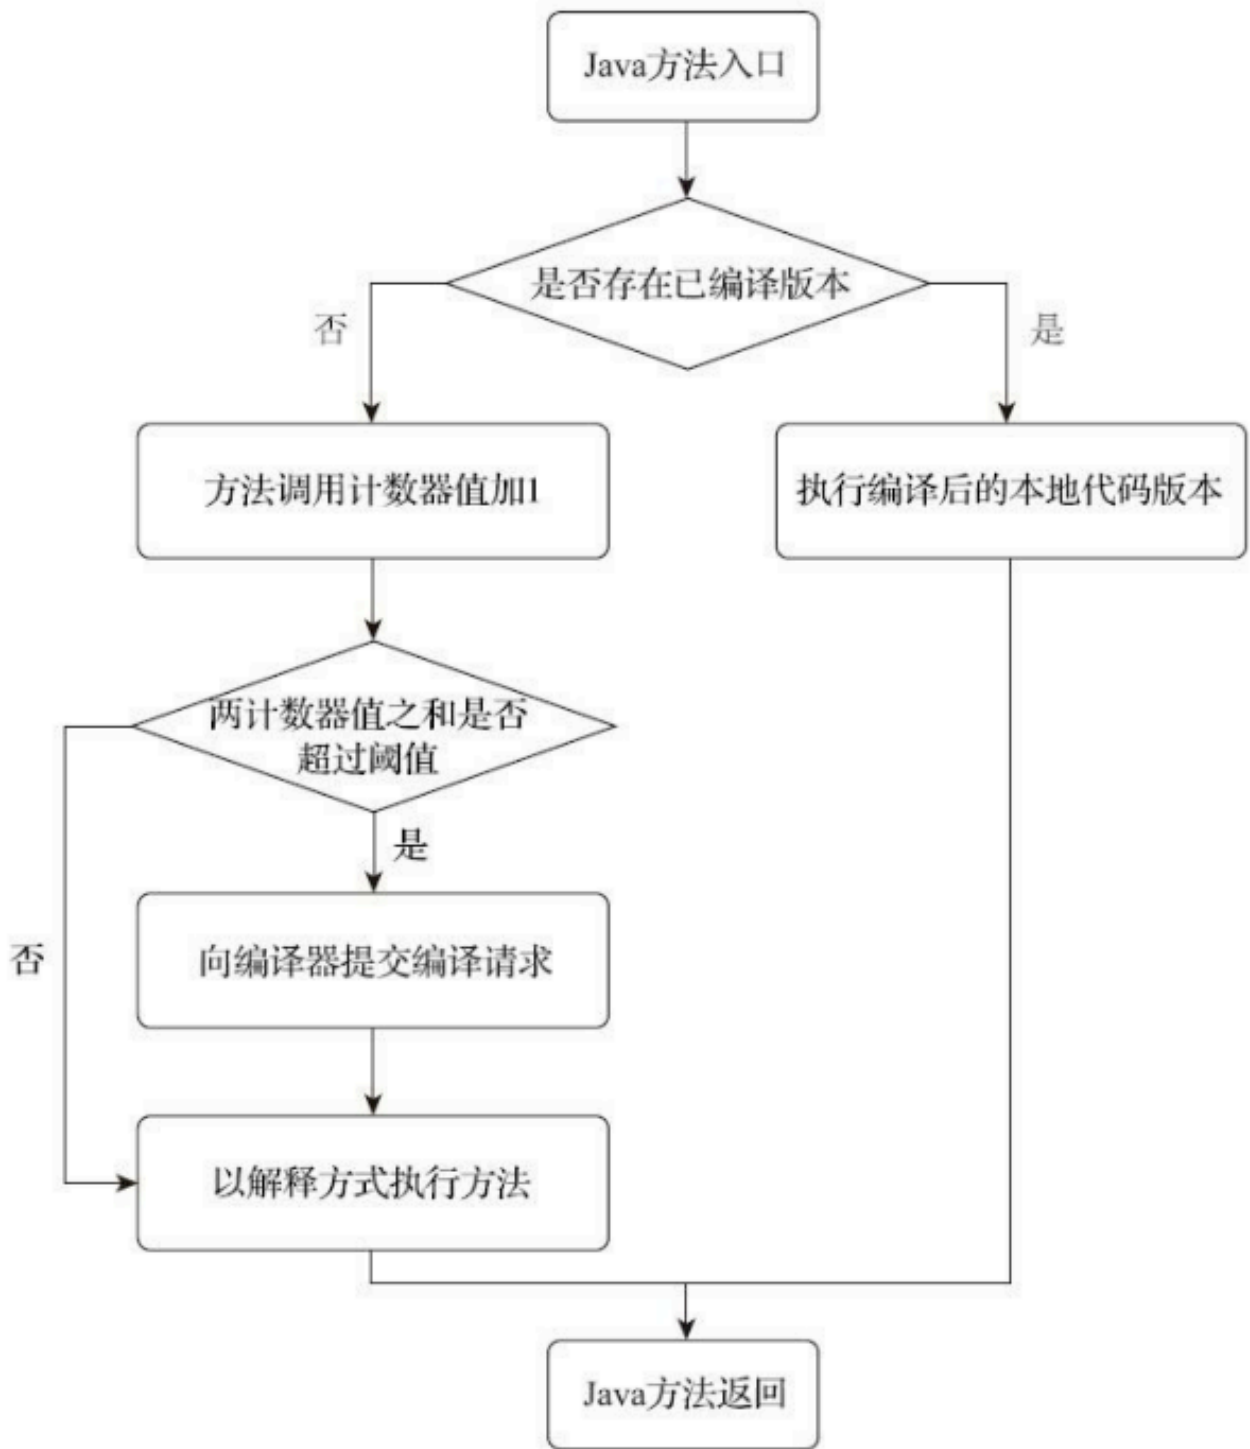 Java方法入口
是否存在已编译版本
否
是
方法调用计数器值加1
执行编译后的本地代码版本
两计数器值之和是否
超过阈值
是
否
向编译器提交编译请求
以解释方式执行方法
Java方法返回